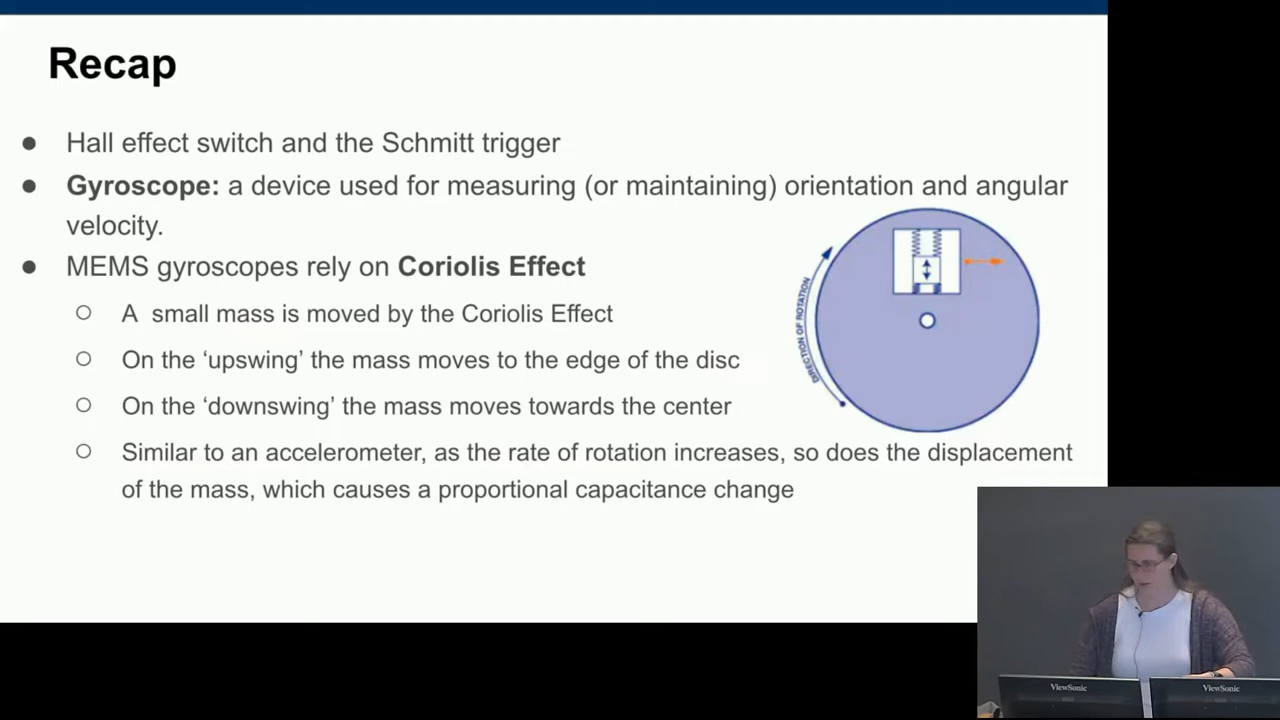 Recap
● Hall effect switch and the Schmitt trigger
● Gyroscope: a device used for measuring (or maintaining) orientation and angular
velocity.
● MEMS gyroscopes rely on Coriolis Effect
○ A small mass is moved by the Coriolis Effect
○ On the ‘upswing’ the mass moves to the edge of the disc
○ On the ‘downswing’ the mass moves towards the center
○ Similar to an accelerometer, as the rate of rotation increases, so does the displacement
of the mass, which causes a proportional capacitance change
DIRECTION OF ROTATION
ViewSonic
ViewSonic